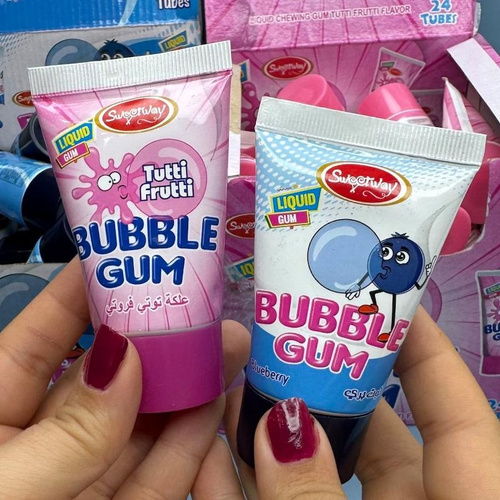 Tubes
LIQUID CHEWING GUM TUTTI FRUTTI FLAVOR
24
TUBES
Sweetway
LIQUID
GUM
Tutti
frutti
BUBBLE
GUM
علكة توتي فروتي
Sweetway
LIQUID
GUM
BUBBLE
GUM
Blueberry